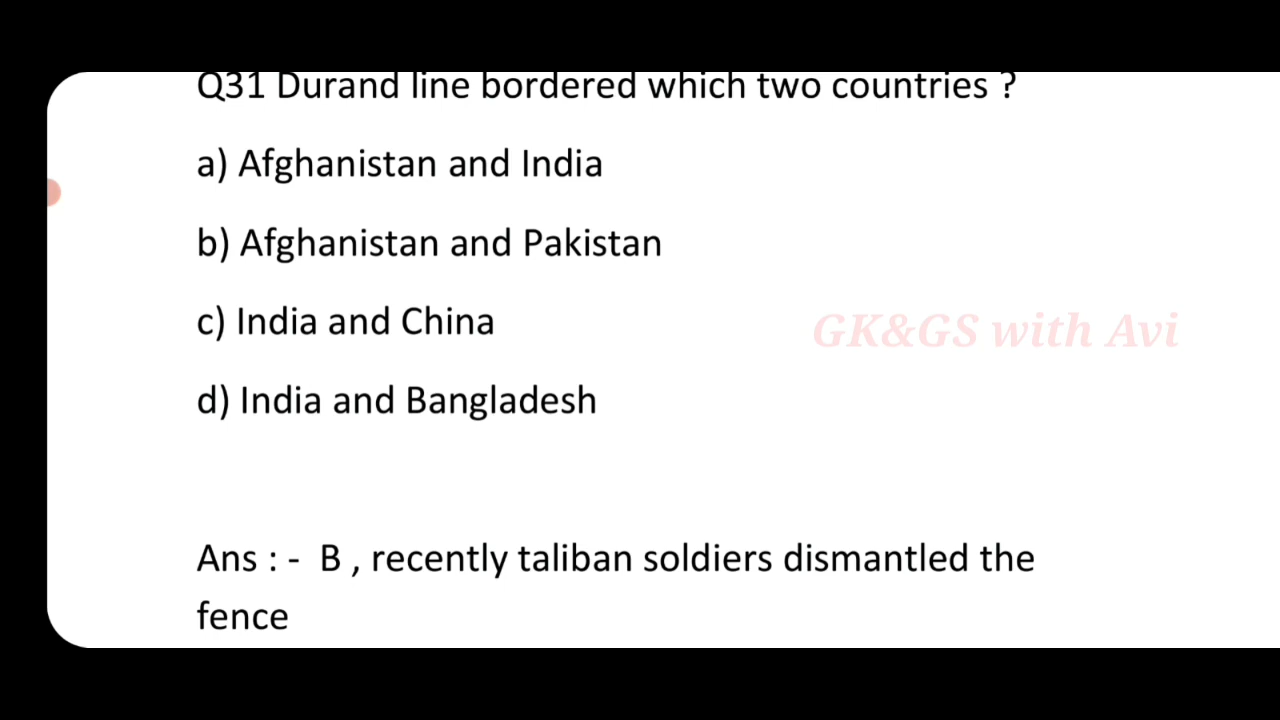 Q31 Durand line bordered which two countries ?
a) Afghanistan and India
b) Afghanistan and Pakistan
c) India and China
GK&GS with Avi
d) India and Bangladesh
Ans : - B , recently taliban soldiers dismantled the
fence